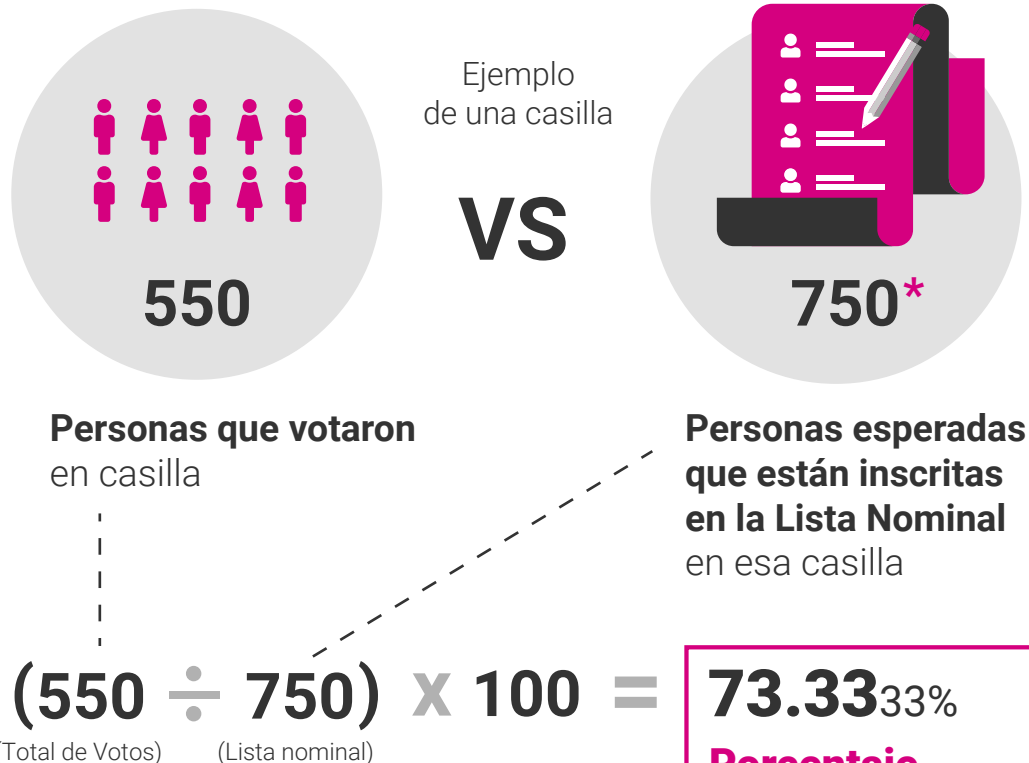 Ejemplo
de una casilla
VS
550
750*
Personas que votaron
en casilla
Personas esperadas
que están inscritas
en la Lista Nominal
en esa casilla
(550 ÷ 750) x 100 = 73.3333%
(Total de Votos) (Lista nominal)
Porcentaje